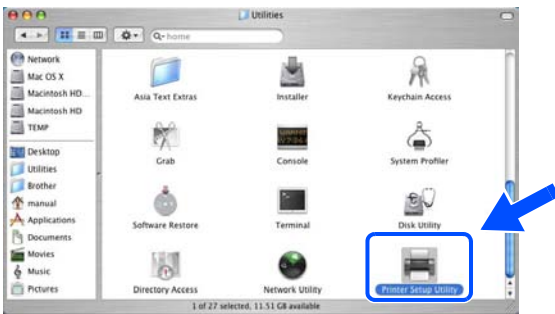 Utilities
Q- home
Network
Mac OS X
Macintosh HD...
Macintosh HD
TEMP
Desktop
Utilities
Brother
manual
Applications
Documents
Movies
Music
Pictures
Asia Text Extras
Installer
Keychain Access
Grab
Console
System Profiler
Software Restore
Terminal
Disk Utility
Directory Access
Network Utility
Printer Setup Utility
1 of 27 selected, 11.51 GB available